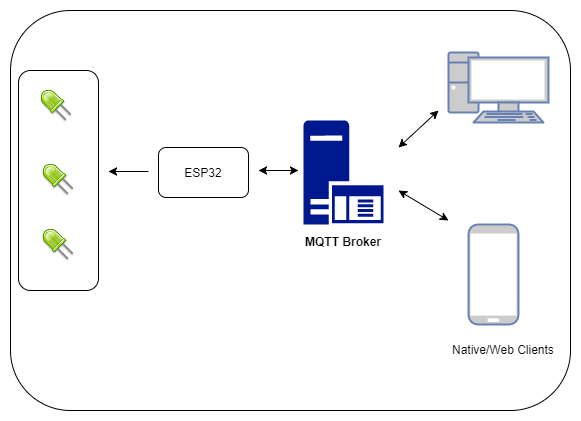 ESP32
MQTT Broker
Native/Web Clients